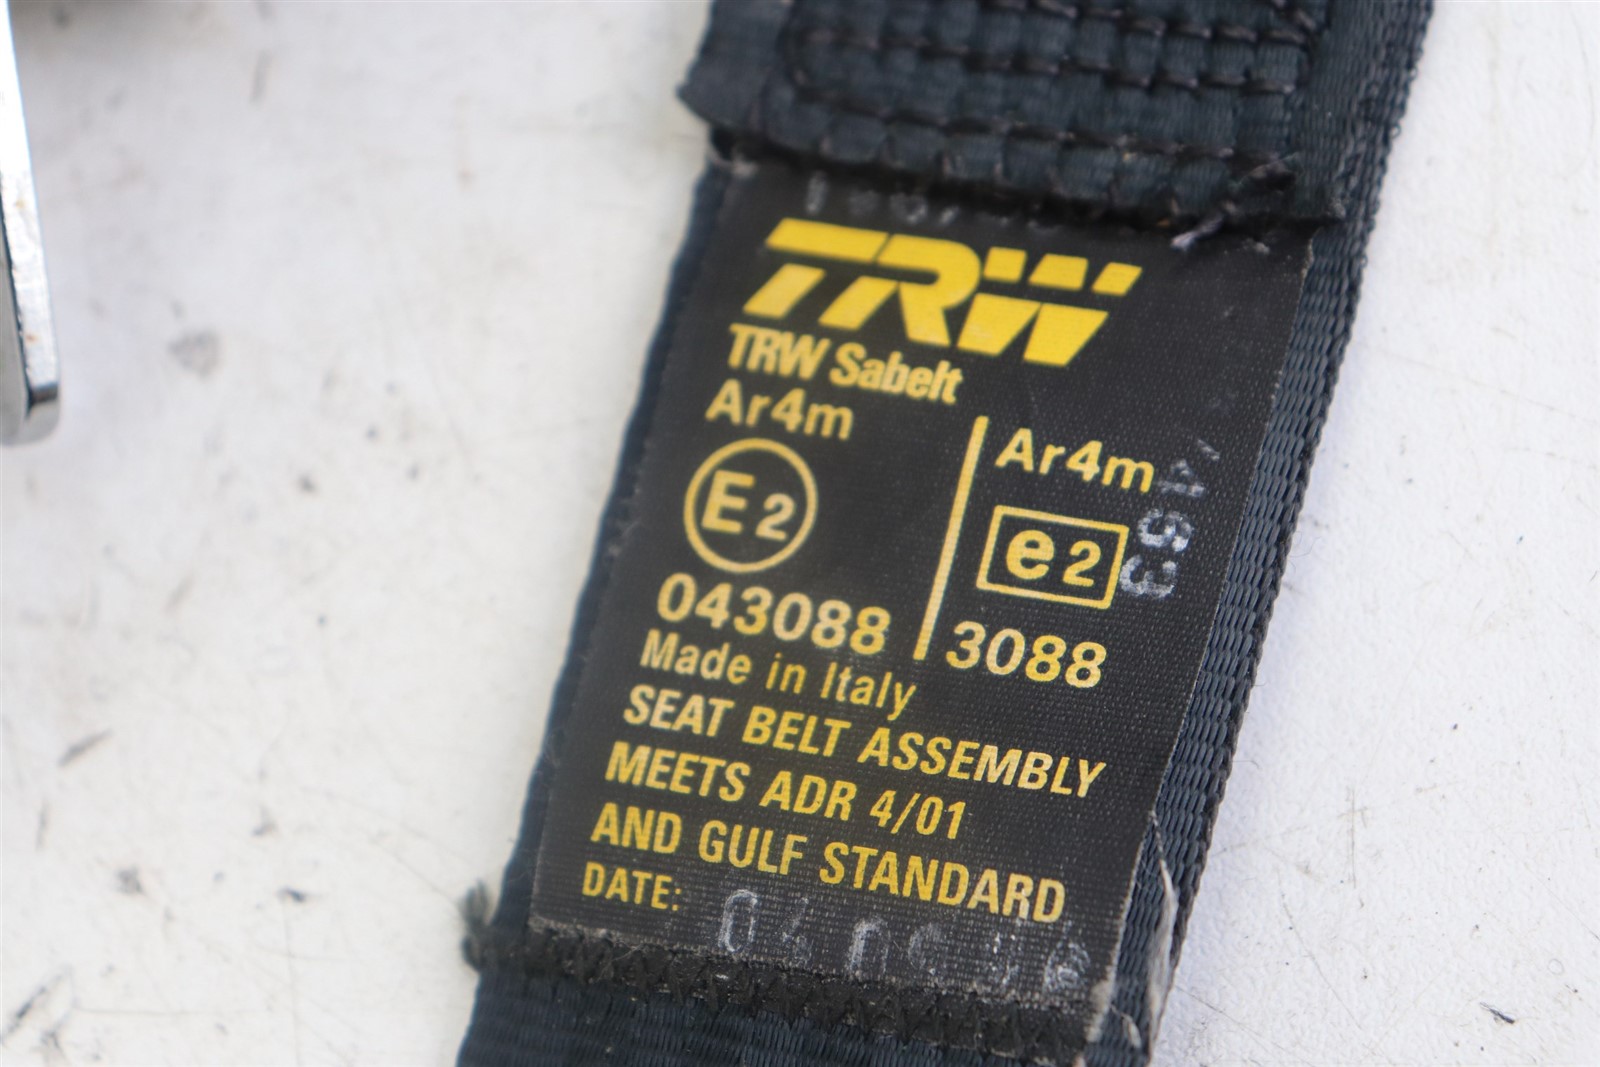 TRW
TRW Sabelt
Ar4m
E2
043088
Ar4m
e2
3088
Made in Italy
SEAT BELT ASSEMBLY
MEETS ADR 4/01
AND GULF STANDARD
DATE: